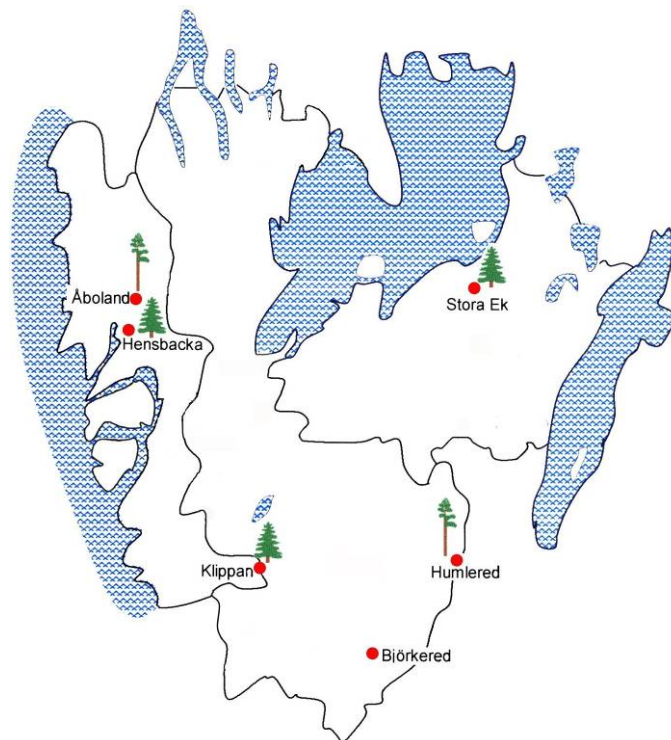 Åboland
Hensbacka
Stora Ek
Klippan
Humlered
Björkered